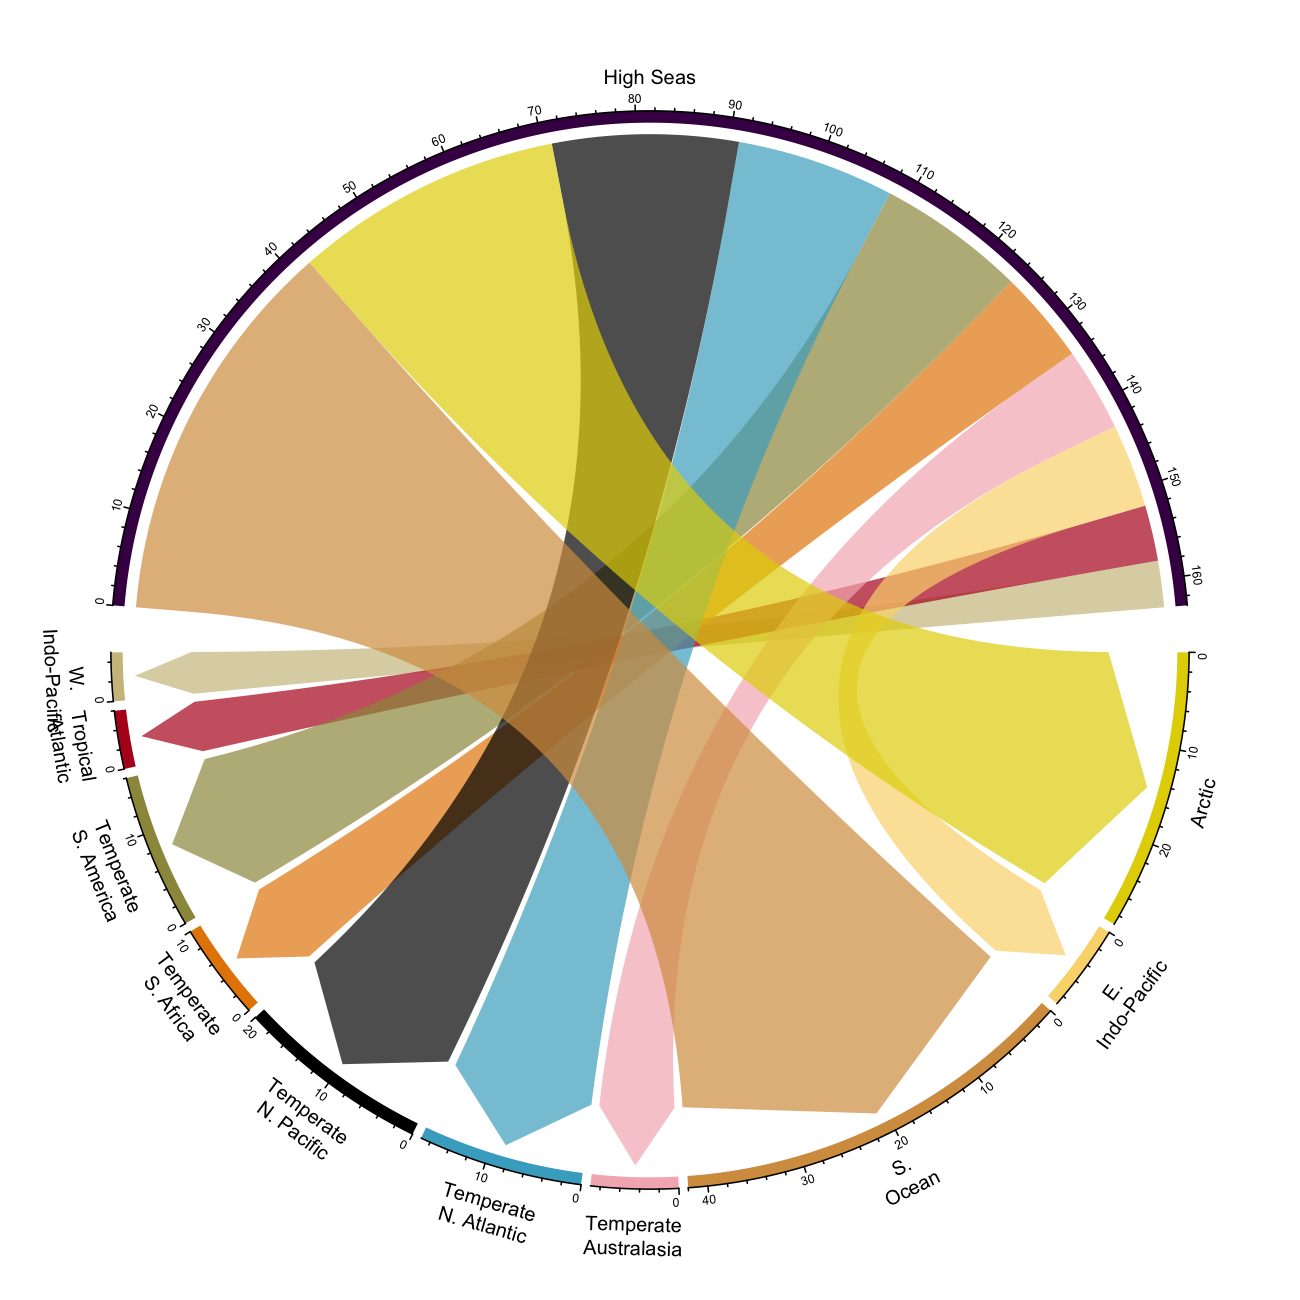 High Seas
0
10
20
30
40
50
60
70
80
90
100
110
120
130
140
150
160
Arctic
0
10
20
E.
Indo-Pacific
0
S.
Ocean
0
10
20
30
40
Temperate
Australasia
0
Temperate
N. Atlantic
0
10
Temperate
N. Pacific
0
10
20
Temperate
S. Africa
0
10
Temperate
S. America
0
10
Tropical
Atlantic
0
W.
Indo-Pacific
0